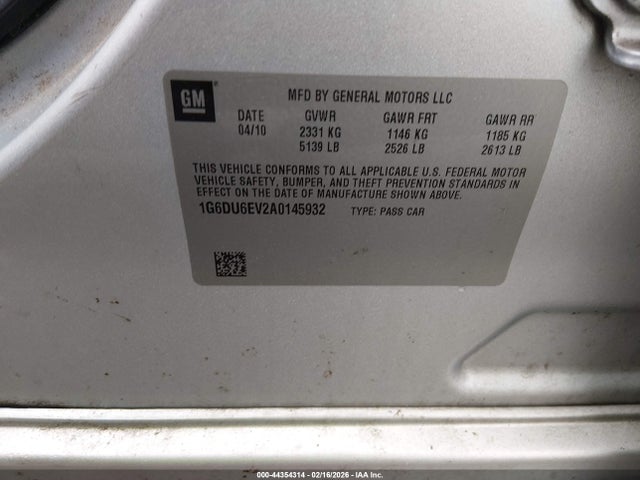 GM
MFD BY GENERAL MOTORS LLC
DATE GVWR GAWR FRT GAWR RR
04/10 2331 KG 1146 KG 1185 KG
5139 LB 2526 LB 2613 LB
THIS VEHICLE CONFORMS TO ALL APPLICABLE U.S. FEDERAL MOTOR
VEHICLE SAFETY, BUMPER, AND THEFT PREVENTION STANDARDS IN
EFFECT ON THE DATE OF MANUFACTURE SHOWN ABOVE.
1G6DU6EV2A0145932 TYPE: PASS CAR
000-44354314 - 02/16/2026 - IAA Inc.